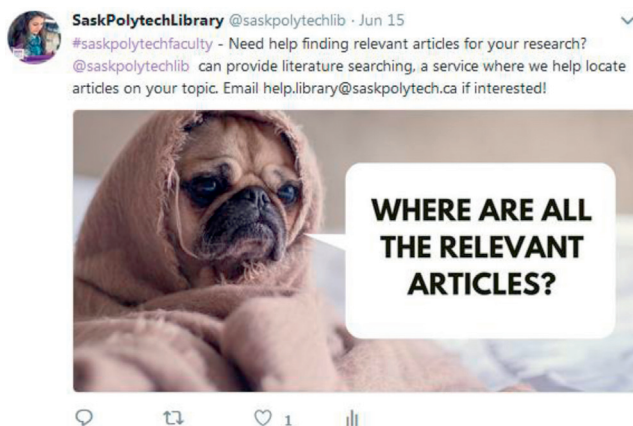 SaskPolytechLibrary @saskpolytechlib · Jun 15
#saskpolytechfaculty - Need help finding relevant articles for your research?
@saskpolytechlib can provide literature searching, a service where we help locate
articles on your topic. Email help.library@saskpolytech.ca if interested!
WHERE ARE ALL
THE RELEVANT
ARTICLES?
1